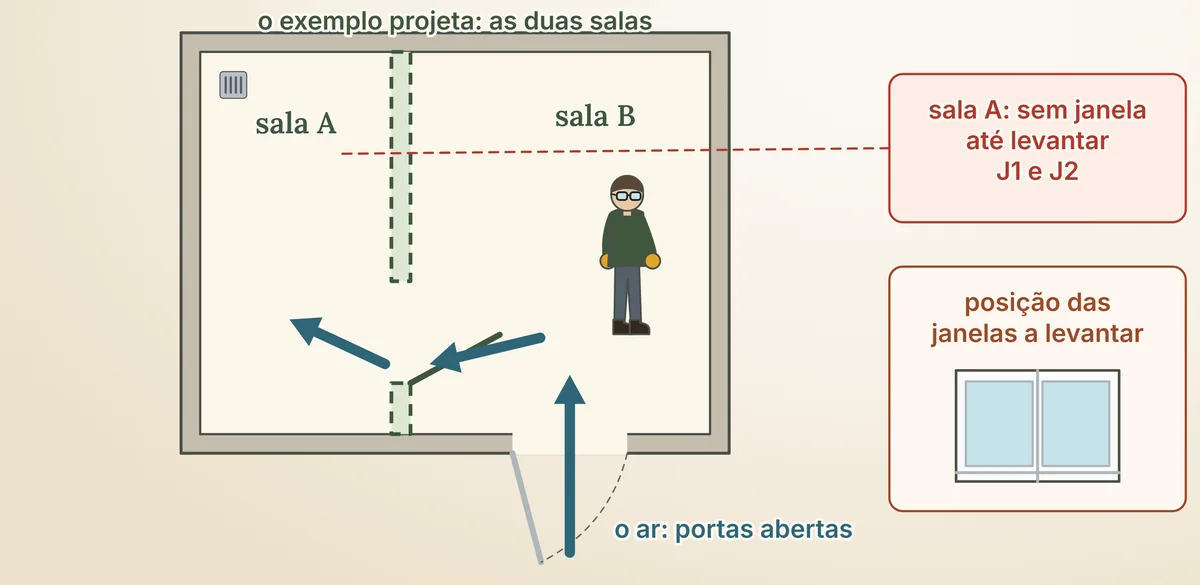 o exemplo projeta: as duas salas
sala A
sala B
sala A: sem janela
até levantar
J1 e J2
posição das
janelas a levantar
o ar: portas abertas